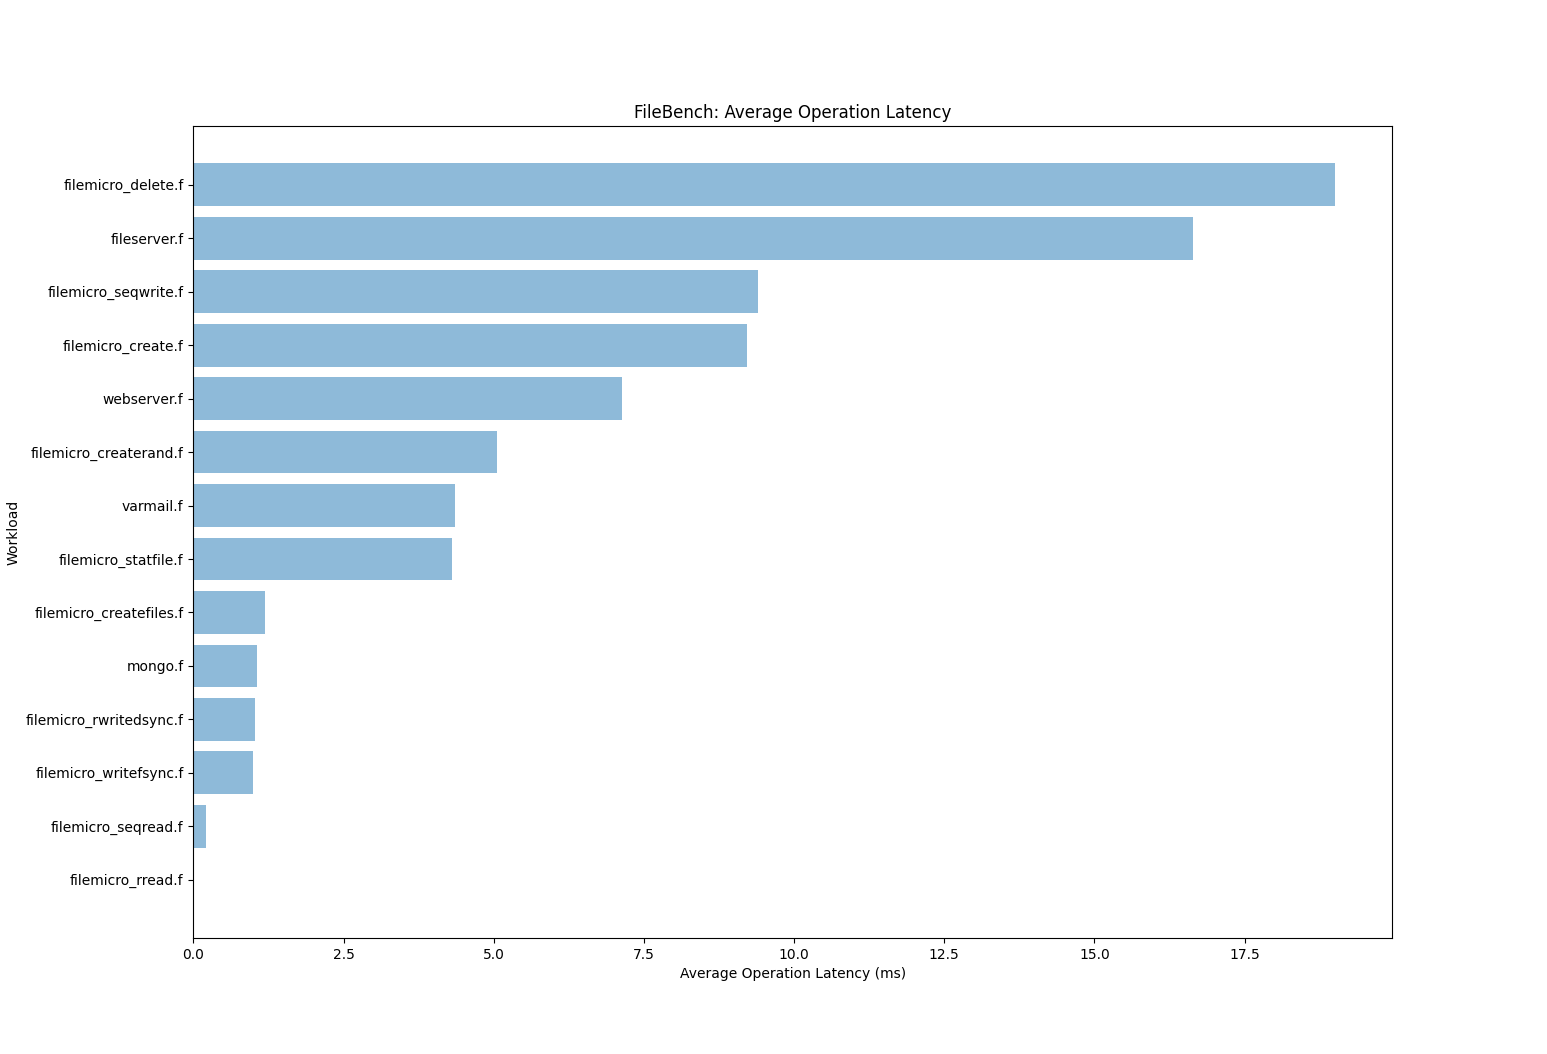 FileBench: Average Operation Latency
filemicro_delete.f
fileserver.f
filemicro_seqwrite.f
filemicro_create.f
webserver.f
filemicro_createrand.f
varmail.f
filemicro_statfile.f
filemicro_createfiles.f
mongo.f
filemicro_rwritedsync.f
filemicro_writefsync.f
filemicro_seqread.f
filemicro_rread.f
Workload
0.0 2.5 5.0 7.5 10.0 12.5 15.0 17.5
Average Operation Latency (ms)